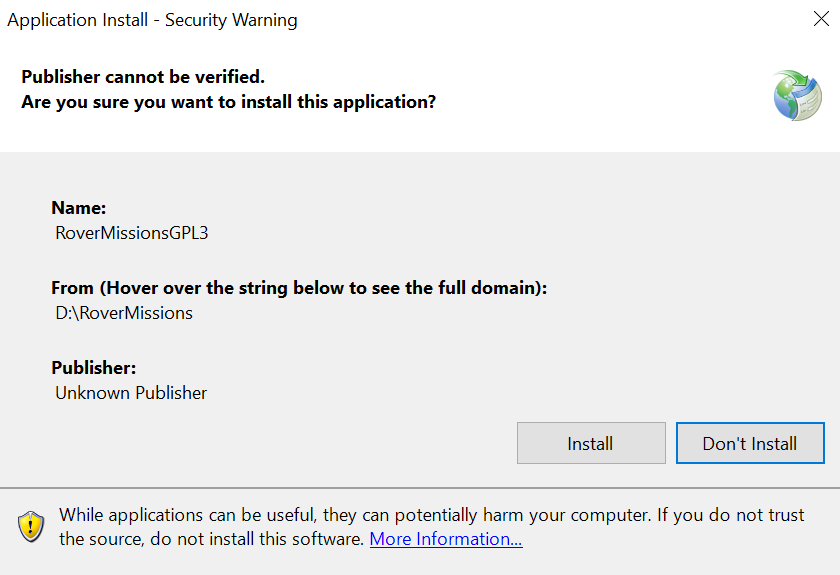 Application Install - Security Warning
Publisher cannot be verified.
Are you sure you want to install this application?
Name:
RoverMissionsGPL3
From (Hover over the string below to see the full domain):
D:\RoverMissions
Publisher:
Unknown Publisher
Install
Don't Install
While applications can be useful, they can potentially harm your computer. If you do not trust
the source, do not install this software. More Information...